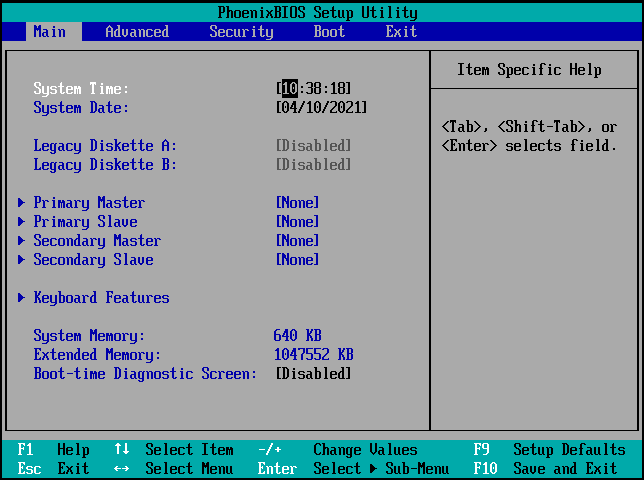 PhoenixBIOS Setup Utility
Main Advanced Security Boot Exit
Item Specific Help
System Time: [10:38:18]
System Date: [04/10/2021]
<Tab>, <Shift-Tab>, or
<Enter> selects field.
Legacy Diskette A: [Disabled]
Legacy Diskette B: [Disabled]
Primary Master [None]
Primary Slave [None]
Secondary Master [None]
Secondary Slave [None]
Keyboard Features
System Memory: 640 KB
Extended Memory: 1047552 KB
Boot-time Diagnostic Screen: [Disabled]
F1 Help ↑↓ Select Item -/+ Change Values F9 Setup Defaults
Esc Exit ↔ Select Menu Enter Select ▶ Sub-Menu F10 Save and Exit